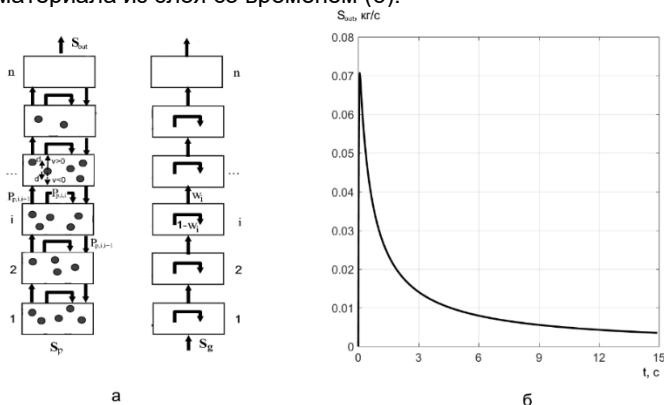 материала из слоя со временом (б).
S_out
n
n
...
d v>0
d v<0
...
P_p,i,i-1
P_p,i,i
w_i
i
1-w_i
i
P_p,i,i-1
2
2
1
1
S_p
S_g
а
S_out, кг/с
0.08
0.07
0.06
0.05
0.04
0.03
0.02
0.01
0
0
3
6
9
12
15
t, с
б